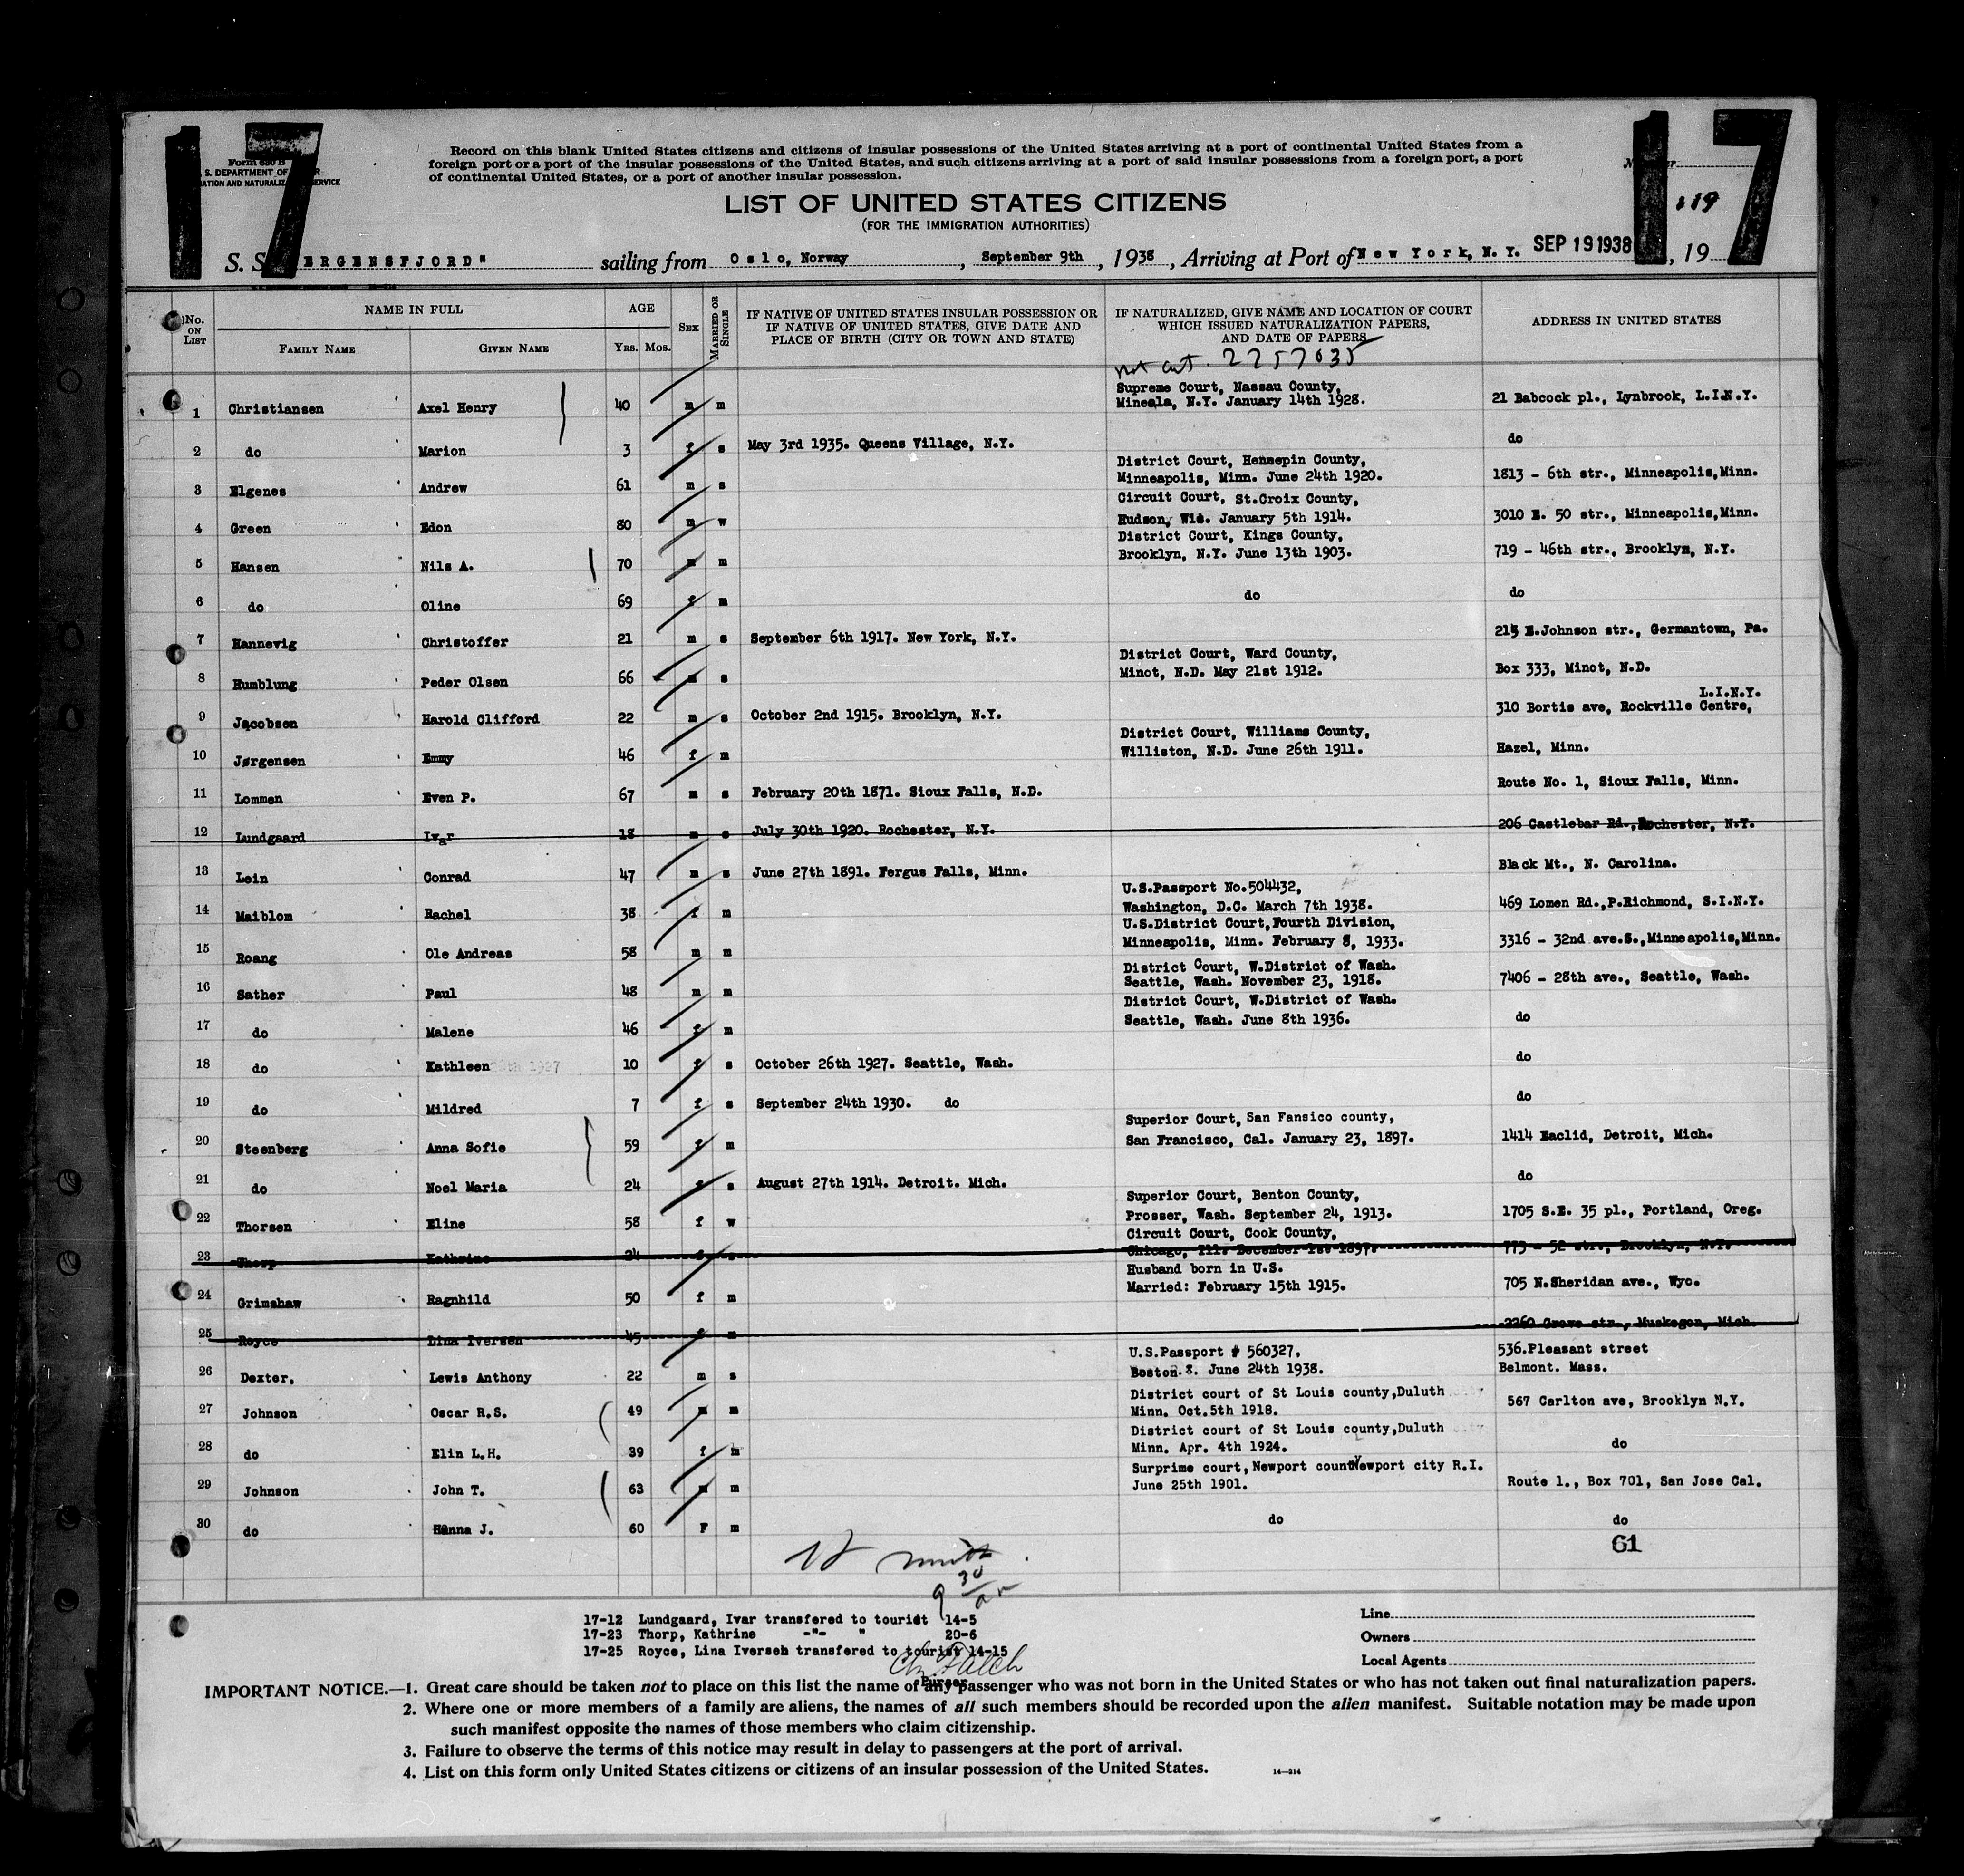 17
17
Form 630 B
S. DEPARTMENT OF
RATION AND NATURALIZ SERVICE
Record on this blank United States citizens and citizens of insular possessions of the United States arriving at a port of continental United States from a
foreign port or a port of the insular possessions of the United States, and such citizens arriving at a port of said insular possessions from a foreign port, a port
of continental United States, or a port of another insular possession.
LIST OF UNITED STATES CITIZENS
(FOR THE IMMIGRATION AUTHORITIES)
119
S. S. ERGENSFJORD" sailing from Oslo, Norway, September 9th, 1938, Arriving at Port of New York, N. Y. SEP 19 1938, 19
No. ON LIST NAME IN FULL AGE SEX MARRIED OR SINGLE IF NATIVE OF UNITED STATES INSULAR POSSESSION OR IF NATIVE OF UNITED STATES, GIVE DATE AND PLACE OF BIRTH (CITY OR TOWN AND STATE) IF NATURALIZED, GIVE NAME AND LOCATION OF COURT WHICH ISSUED NATURALIZATION PAPERS, AND DATE OF PAPERS ADDRESS IN UNITED STATES
FAMILY NAME GIVEN NAME YRS. MOS.
not cert. 2257035
Supreme Court, Nassau County,
1 Christiansen Axel Henry 40 m m Mineala, N.Y. January 14th 1928. 21 Babcock pl., Lynbrook, L.I.N.Y.
2 do Marion 3 f s May 3rd 1935. Queens Village, N.Y. do
District Court, Hennepin County,
3 Elgenes Andrew 61 m s Minneapolis, Minn. June 24th 1920. 1813 - 6th str., Minneapolis,Minn.
Circuit Court, St.Croix County,
4 Green Edon 80 m w Hudson, Wis. January 5th 1914. 3010 E. 50 str., Minneapolis,Minn.
District Court, Kings County,
5 Hansen Nils A. 70 m m Brooklyn, N.Y. June 13th 1903. 719 - 46th str., Brooklyn, N.Y.
6 do Oline 69 f m do do
7 Hannevig Christoffer 21 m s September 6th 1917. New York, N.Y. 215 E.Johnson str., Germantown, Pa.
District Court, Ward County,
8 Humblung Peder Olsen 66 m s Minot, N.D. May 21st 1912. Box 333, Minot, N.D.
L.I.N.Y.
9 Jacobsen Harold Clifford 22 m s October 2nd 1915. Brooklyn, N.Y. 310 Bortis ave, Rockville Centre,
District Court, Williams County,
10 Jørgensen Emmy 46 f m Williston, N.D. June 26th 1911. Hazel, Minn.
11 Lommen Even P. 67 m s February 20th 1871. Sioux Falls, N.D. Route No. 1, Sioux Falls, Minn.
12 Lundgaard Ivar 18 m s July 30th 1920. Rochester, N.Y. 206 Castlebar Rd.,Rochester, N.Y.
13 Lein Conrad 47 m s June 27th 1891. Fergus Falls, Minn. Black Mt., N. Carolina.
U.S.Passport No.504432,
14 Maiblom Rachel 38 f m Washington, D.C. March 7th 1938. 469 Lomen Rd.,P.Richmond, S.I.N.Y.
U.S.District Court,Fourth Division,
15 Roang Ole Andreas 58 m m Minneapolis, Minn. February 8, 1933. 3316 - 32nd ave.S.,Minneapolis,Minn.
District Court, W.District of Wash.
16 Sather Paul 48 m m Seattle, Wash. November 23, 1918. 7406 - 28th ave., Seattle, Wash.
District Court, W.District of Wash.
17 do Malene 46 f m Seattle, Wash. June 8th 1936. do
18 do Kathleen 10 f s October 26th 1927. Seattle, Wash. do
19 do Mildred 7 f s September 24th 1930. do do
Superior Court, San Fansico county,
20 Steenberg Anna Sofie 59 f m San Francisco, Cal. January 23, 1897. 1414 Eaclid, Detroit, Mich.
21 do Noel Maria 24 f s August 27th 1914. Detroit. Mich. do
Superior Court, Benton County,
22 Thorsen Eline 58 f w Prosser, Wash. September 24, 1913. 1705 S.E. 35 pl., Portland, Oreg.
Circuit Court, Cook County,
23 Thorp Kathrine 24 Chicago, Ill. December 1st 1897. 773 - 52 str., Brooklyn, N.Y.
Husband born in U.S.
24 Grimshaw Ragnhild 50 f m Married: February 15th 1915. 705 N.Sheridan ave., Wyo.
25 Royce Lina Iversen 45 f m 2260 Grove str., Muskegon, Mich.
U.S.Passport # 560327, 536.Pleasant street
26 Dexter, Lewis Anthony 22 m s Boston. June 24th 1938. Belmont. Mass.
District court of St Louis county,Duluth
27 Johnson Oscar R.S. 49 m m Minn. Oct.5th 1918. 567 Carlton ave, Brooklyn N.Y.
District court of St Louis county,Duluth
28 do Elin L.H. 39 f m Minn. Apr. 4th 1924. do
Surprime court, Newport county Newport city R.I.
29 Johnson John T. 63 m m June 25th 1901. Route 1., Box 701, San Jose Cal.
30 do Hanna J. 60 F m do do
61
9 30
17-12 Lundgaard, Ivar transfered to tourist 14-5
17-23 Thorp, Kathrine -"- " 20-6
17-25 Royce, Lina Iversen transfered to tourist 14-15
Purser
Line
Owners
Local Agents
IMPORTANT NOTICE.—1. Great care should be taken not to place on this list the name of any passenger who was not born in the United States or who has not taken out final naturalization papers.
2. Where one or more members of a family are aliens, the names of all such members should be recorded upon the alien manifest. Suitable notation may be made upon
such manifest opposite the names of those members who claim citizenship.
3. Failure to observe the terms of this notice may result in delay to passengers at the port of arrival.
4. List on this form only United States citizens or citizens of an insular possession of the United States.
14—214